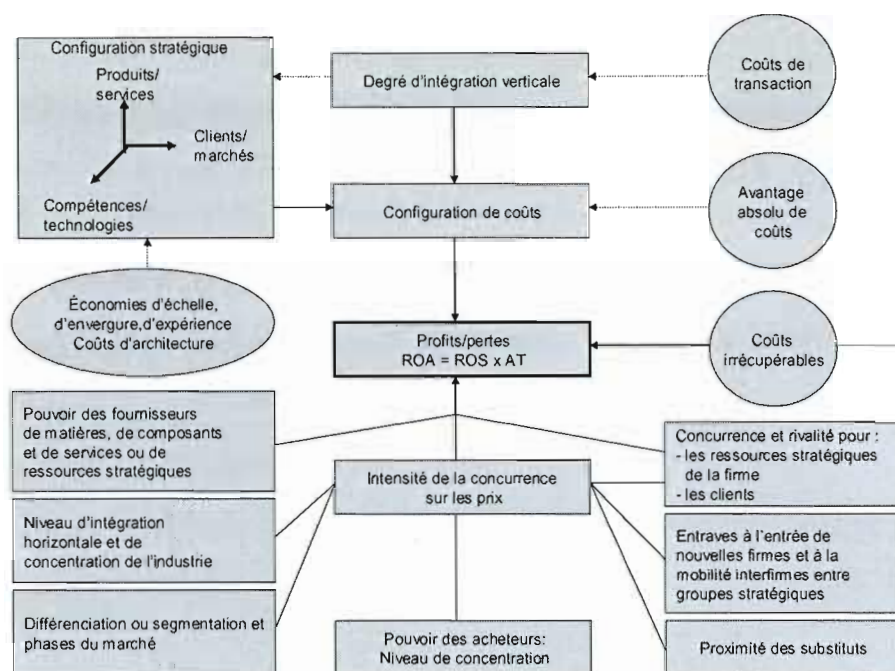 Configuration stratégique
Produits/
services
Clients/
marchés
Compétences/
technologies
Degré d'intégration verticale
Coûts de
transaction
Configuration de coûts
Avantage
absolu de
coûts
Économies d'échelle,
d'envergure,d'expérience
Coûts d'architecture
Profits/pertes
ROA = ROS x AT
Coûts
irrécupérables
Pouvoir des fournisseurs
de matières, de composants
et de services ou de
ressources stratégiques
Intensité de la concurrence
sur les prix
Concurrence et rivalité pour :
- les ressources stratégiques
de la firme
- les clients
Niveau d'intégration
horizontale et de
concentration de l'industrie
Entraves à l'entrée de
nouvelles firmes et à la
mobilité interfirmes entre
groupes stratégiques
Différenciation ou segmentation et
phases du marché
Pouvoir des acheteurs:
Niveau de concentration
Proximité des substituts